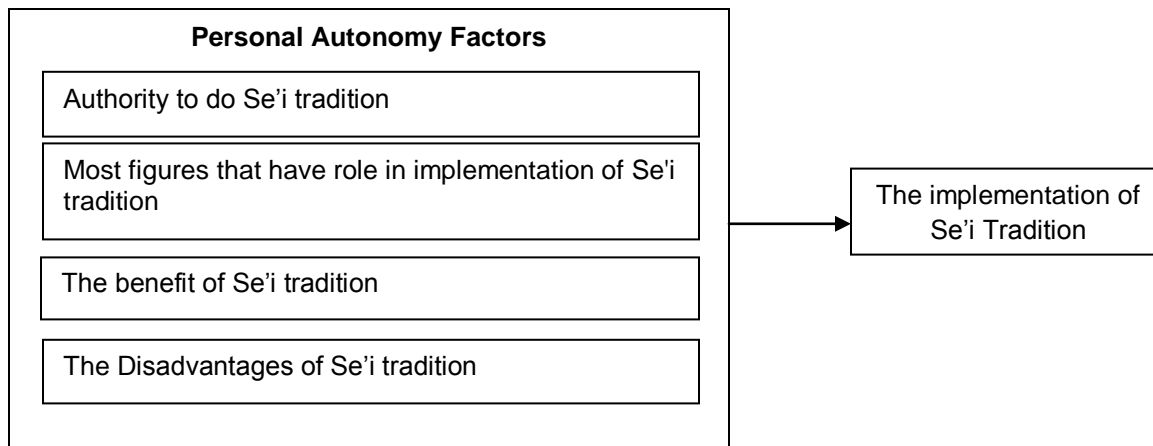 Personal Autonomy Factors
Authority to do Se’i tradition
Most figures that have role in implementation of Se'i
tradition
The benefit of Se’i tradition
The Disadvantages of Se’i tradition
The implementation of
Se’i Tradition